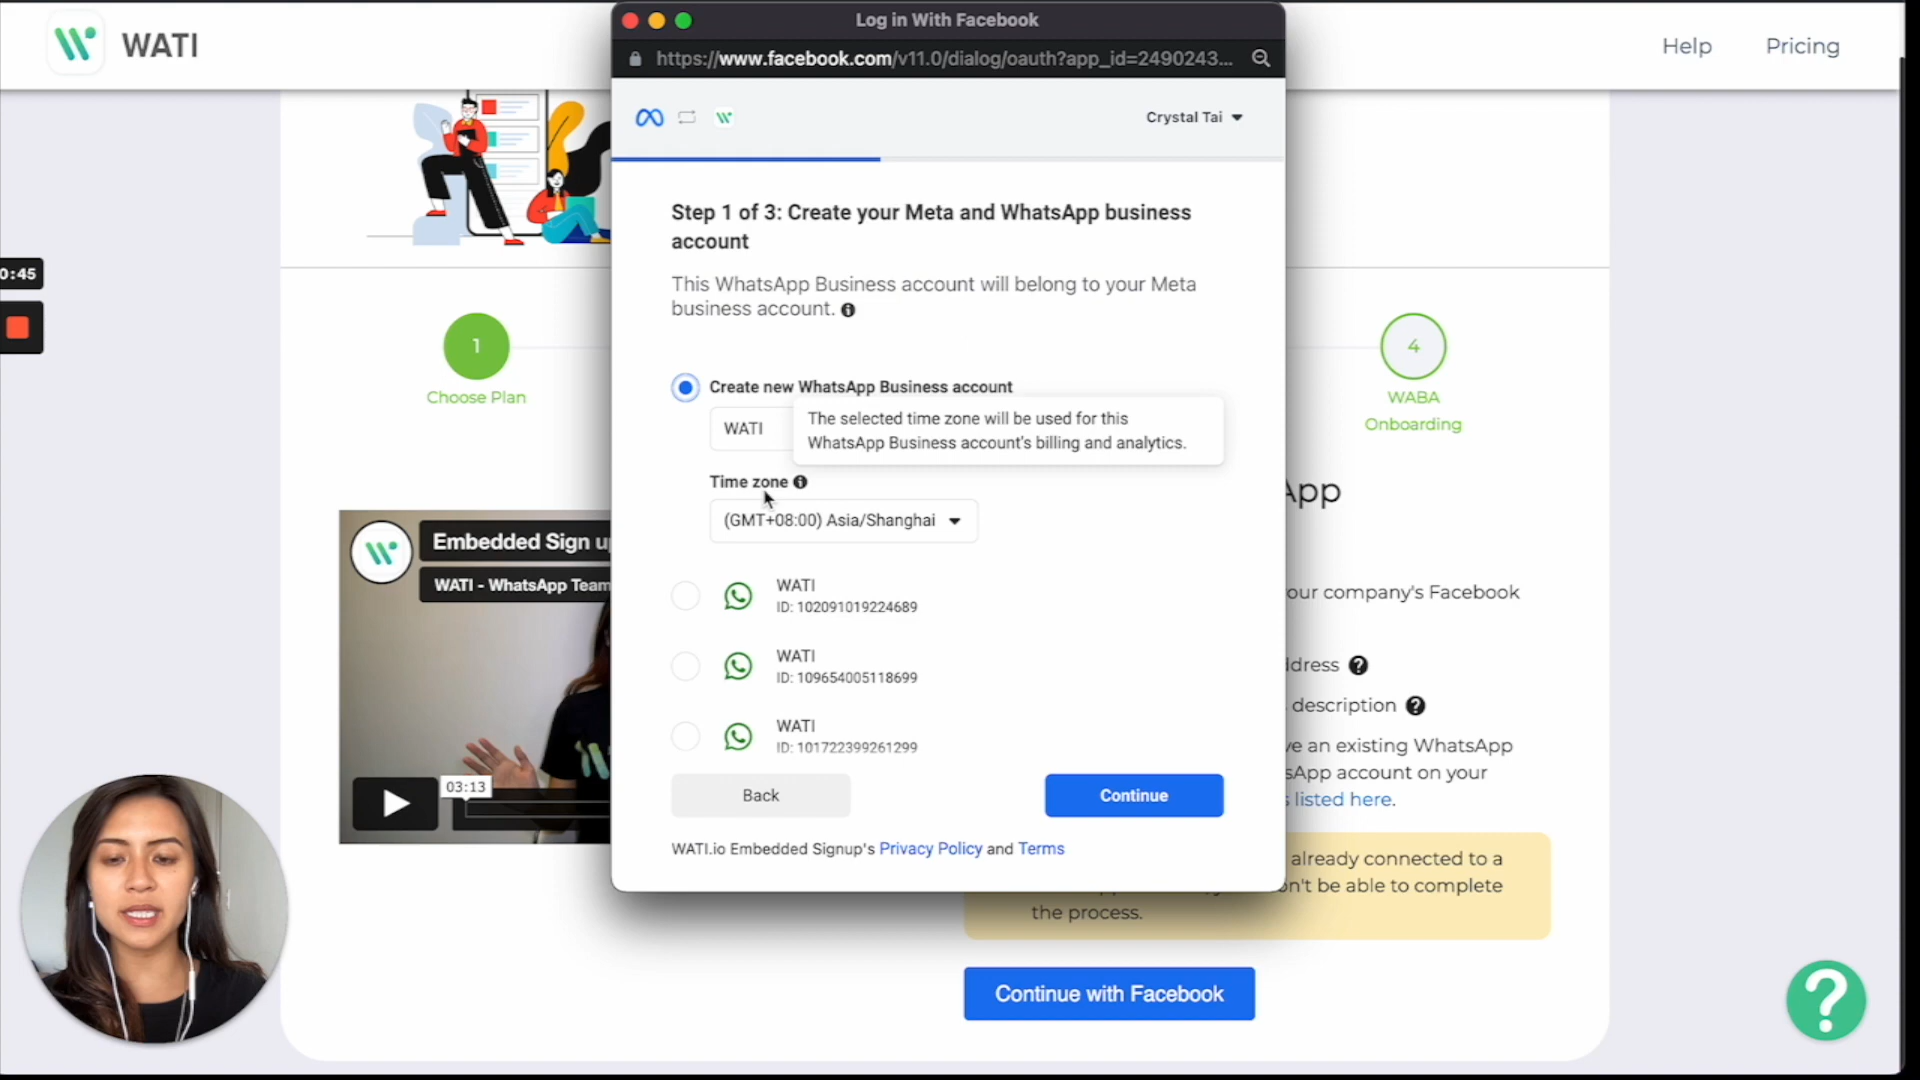 WATI
Help
Pricing
Log in With Facebook
https://www.facebook.com/v11.0/dialog/oauth?app_id=2490243...
Crystal Tai
Step 1 of 3: Create your Meta and WhatsApp business
account
This WhatsApp Business account will belong to your Meta
business account.
Create new WhatsApp Business account
WATI
The selected time zone will be used for this
WhatsApp Business account's billing and analytics.
Time zone
(GMT+08:00) Asia/Shanghai
WATI
ID: 102091019224689
WATI
ID: 109654005118699
WATI
ID: 101722399261299
Back
Continue
WATI.io Embedded Signup's Privacy Policy and Terms
0:45
1
Choose Plan
4
WABA
Onboarding
Embedded Sign u
WATI - WhatsApp Team
03:13
App
our company's Facebook
ddress ?
description ?
ve an existing WhatsApp
sApp account on your
listed here.
already connected to a
on't be able to complete
the process.
Continue with Facebook
?